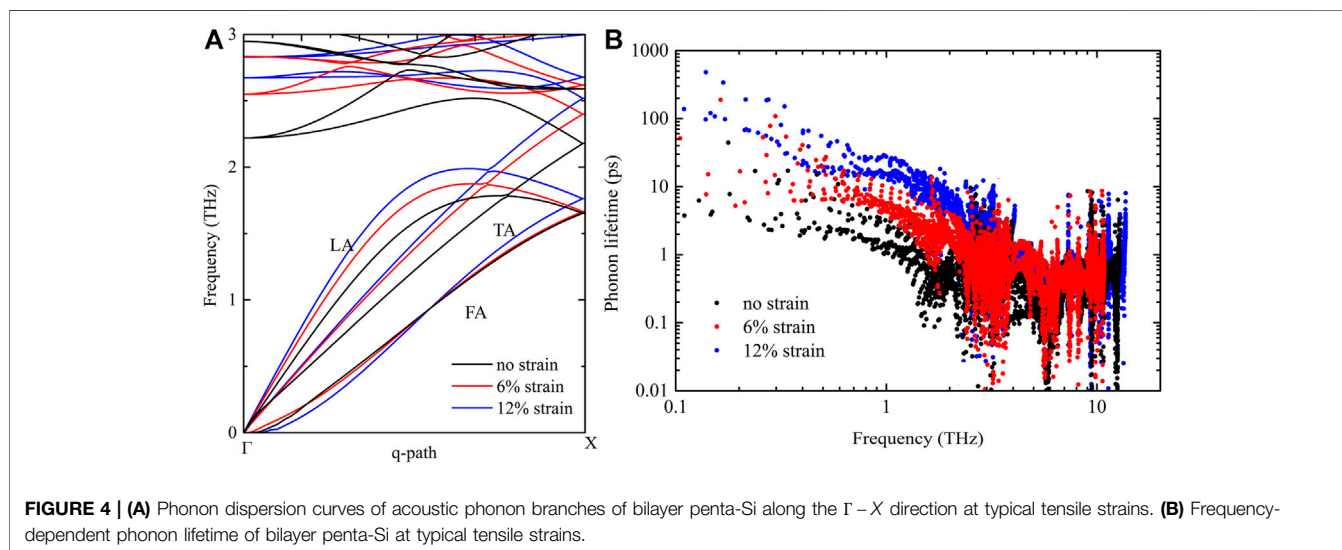 A
3
2
1
0
Frequency (THz)
LA
TA
FA
no strain
6% strain
12% strain
Γ
q-path
X
B
1000
100
10
1
0.1
0.01
Phonon lifetime (ps)
no strain
6% strain
12% strain
0.1
1
10
Frequency (THz)
FIGURE 4 | (A) Phonon dispersion curves of acoustic phonon branches of bilayer penta-Si along the Γ – X direction at typical tensile strains. (B) Frequency-
dependent phonon lifetime of bilayer penta-Si at typical tensile strains.